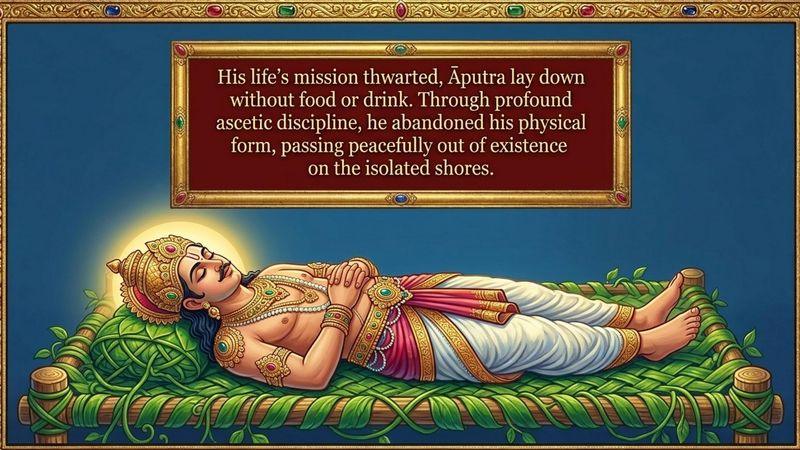 His life’s mission thwarted, Āputra lay down
without food or drink. Through profound
ascetic discipline, he abandoned his physical
form, passing peacefully out of existence
on the isolated shores.